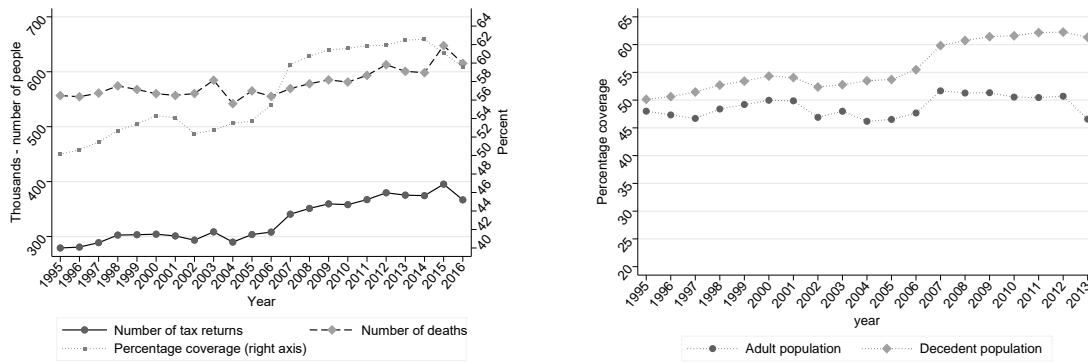 700
600
500
400
300
Thousands - number of people
64
62
60
58
56
54
52
50
48
46
44
42
40
Percent
1995 1996 1997 1998 1999 2000 2001 2002 2003 2004 2005 2006 2007 2008 2009 2010 2011 2012 2013 2014 2015 2016
Year
Number of tax returns Number of deaths
Percentage coverage (right axis)
65
60
55
50
45
40
35
30
25
20
Percentage coverage
1995 1996 1997 1998 1999 2000 2001 2002 2003 2004 2005 2006 2007 2008 2009 2010 2011 2012 2013
year
Adult population Decedent population